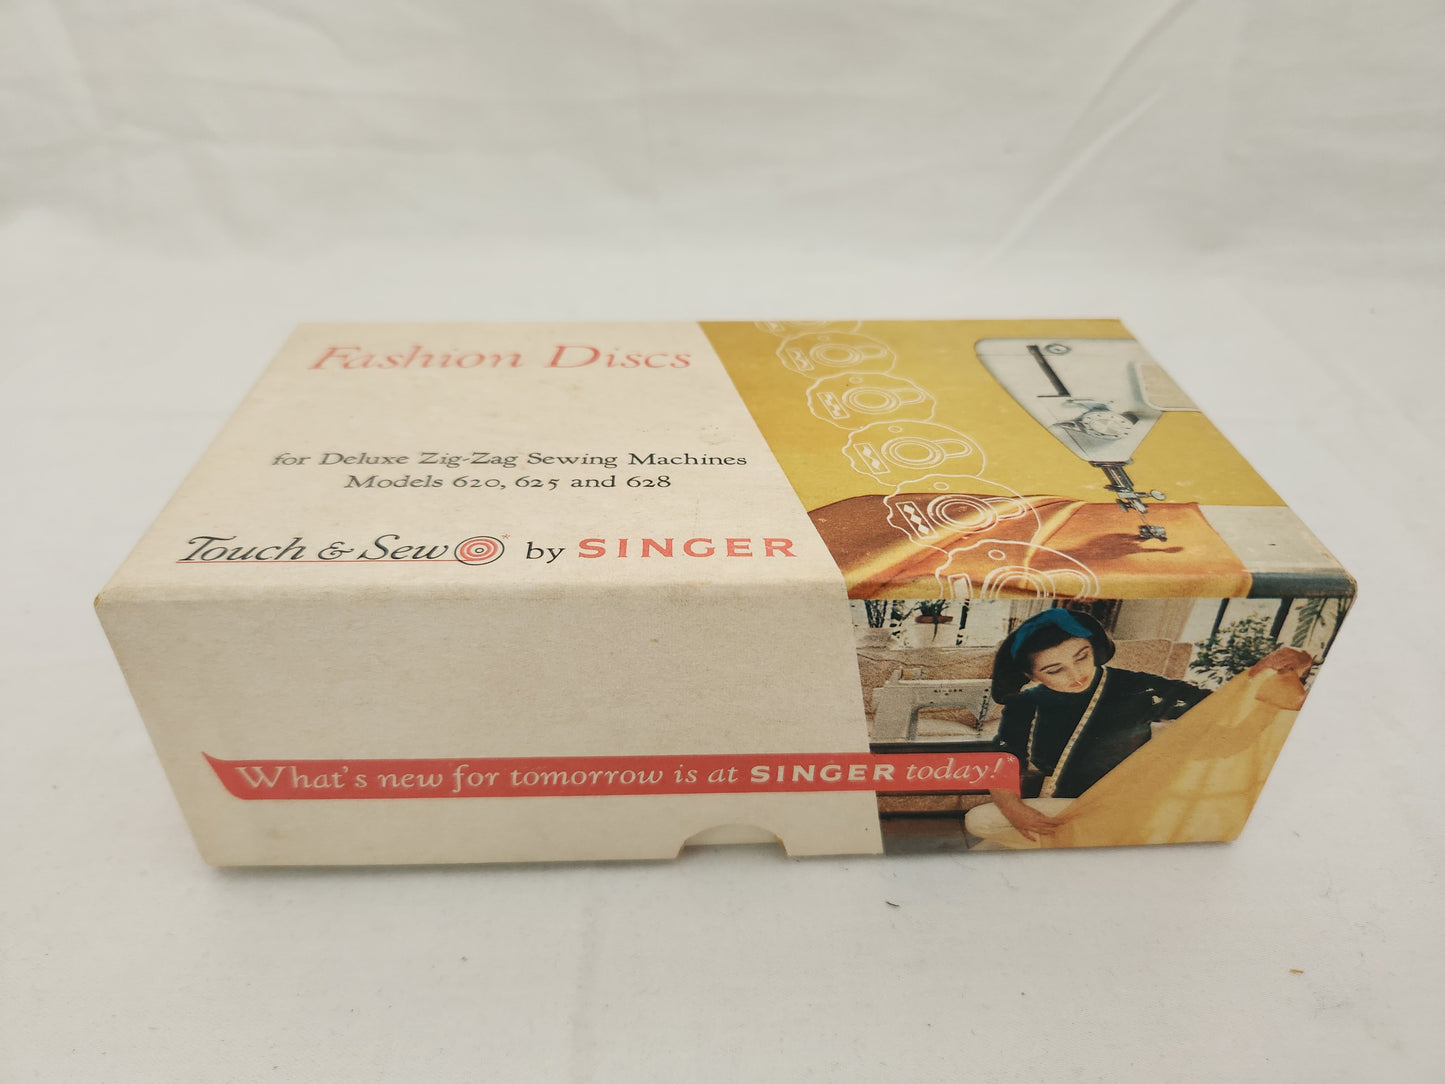 Fashion Discs
for Deluxe Zig-Zag Sewing Machines
Models 620, 625 and 628
Touch & Sew* by SINGER
SINGER
What's new for tomorrow is at SINGER today!*